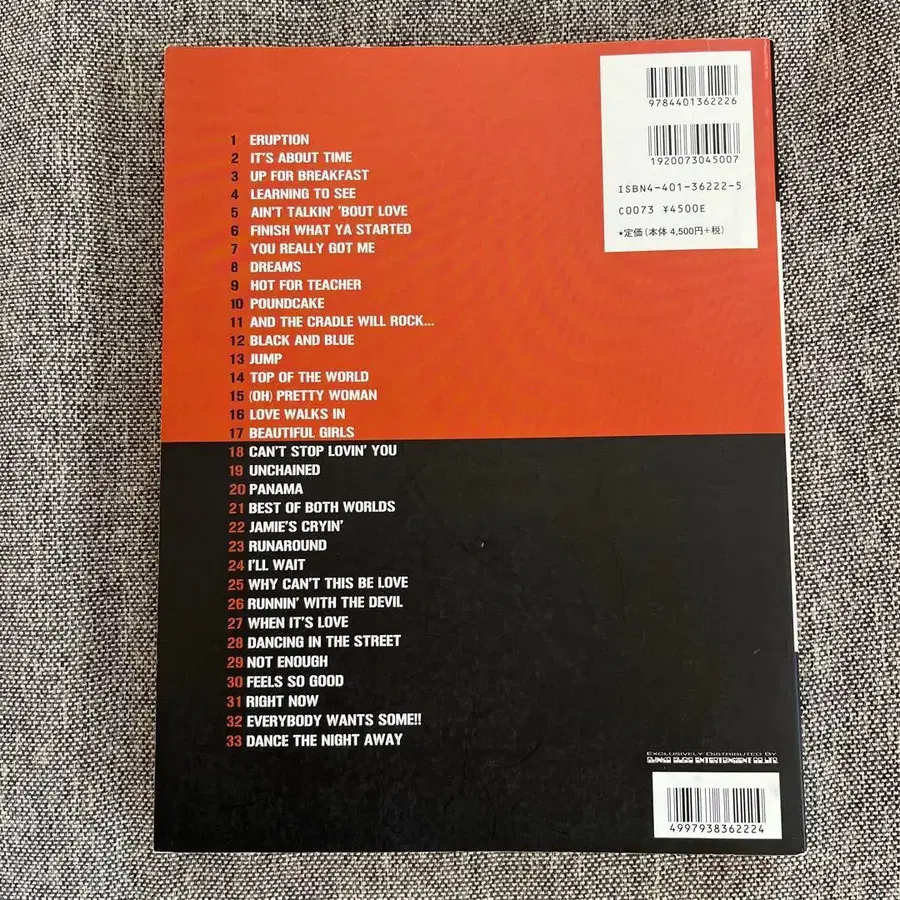 9784401362226
1920073045007
ISBN4-401-36222-5
C0073 ¥4500E
★定価(本体 4,500円+税)
1 ERUPTION
2 IT'S ABOUT TIME
3 UP FOR BREAKFAST
4 LEARNING TO SEE
5 AIN'T TALKIN' 'BOUT LOVE
6 FINISH WHAT YA STARTED
7 YOU REALLY GOT ME
8 DREAMS
9 HOT FOR TEACHER
10 POUNDCAKE
11 AND THE CRADLE WILL ROCK...
12 BLACK AND BLUE
13 JUMP
14 TOP OF THE WORLD
15 (OH) PRETTY WOMAN
16 LOVE WALKS IN
17 BEAUTIFUL GIRLS
18 CAN'T STOP LOVIN' YOU
19 UNCHAINED
20 PANAMA
21 BEST OF BOTH WORLDS
22 JAMIE'S CRYIN'
23 RUNAROUND
24 I'LL WAIT
25 WHY CAN'T THIS BE LOVE
26 RUNNIN' WITH THE DEVIL
27 WHEN IT'S LOVE
28 DANCING IN THE STREET
29 NOT ENOUGH
30 FEELS SO GOOD
31 RIGHT NOW
32 EVERYBODY WANTS SOME!!
33 DANCE THE NIGHT AWAY
EXCLUSIVELY DISTRIBUTED BY
SHINKO MUSIC ENTERTAINMENT CO.,LTD.
4997938362224